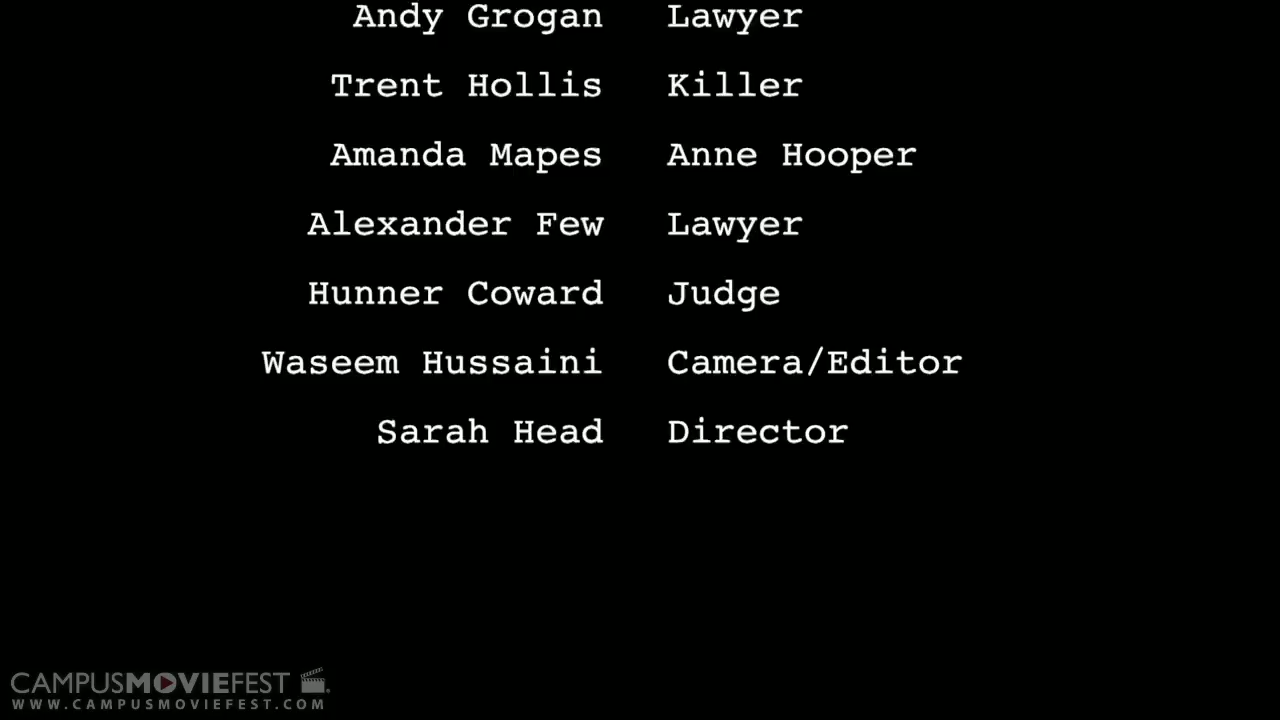 Andy Grogan Lawyer
Trent Hollis Killer
Amanda Mapes Anne Hooper
Alexander Few Lawyer
Hunner Coward Judge
Waseem Hussaini Camera/Editor
Sarah Head Director
CAMPUSMOVIEFEST
WWW.CAMPUSMOVIEFEST.COM